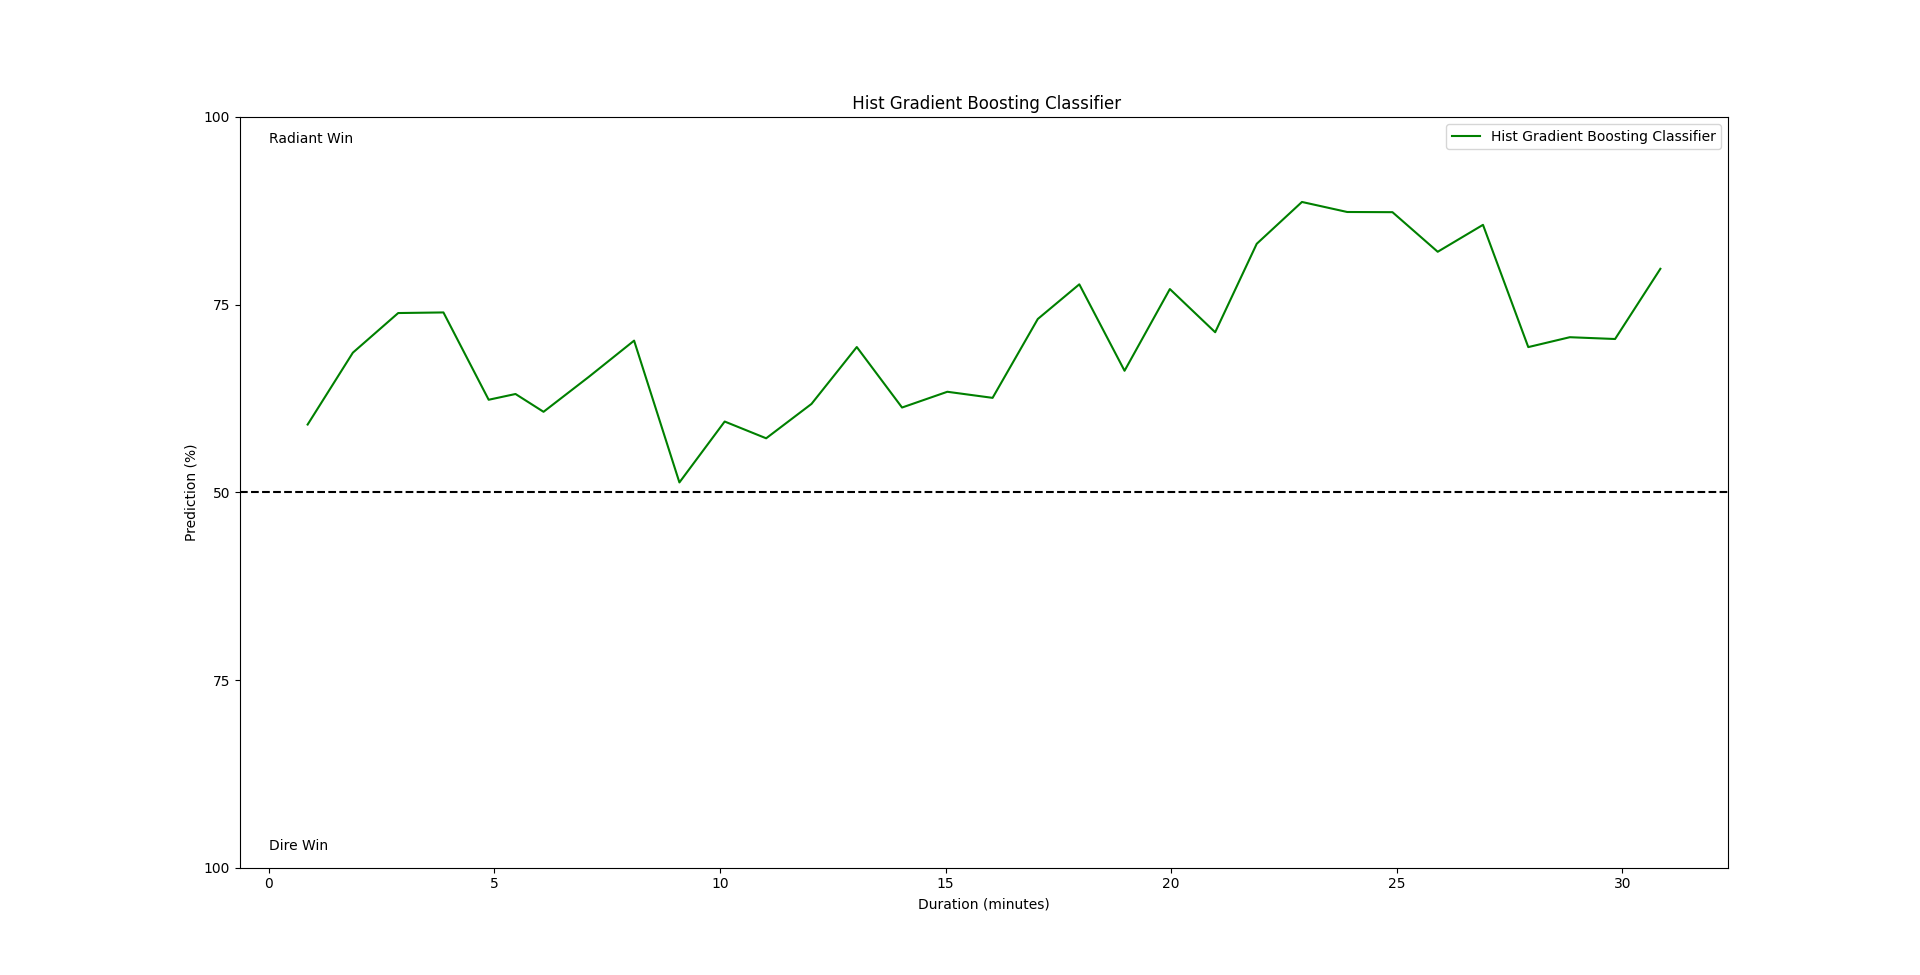 Hist Gradient Boosting Classifier
100
Radiant Win
Hist Gradient Boosting Classifier
75
50
75
Dire Win
100
Prediction (%)
0 5 10 15 20 25 30
Duration (minutes)